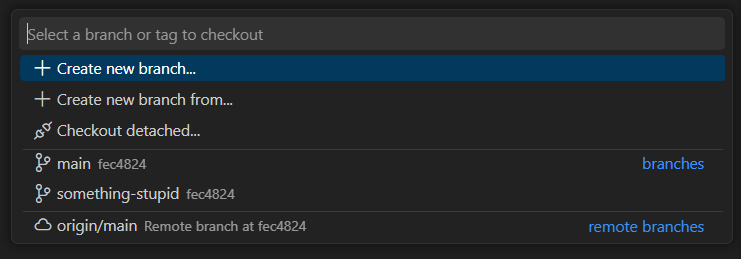 Select a branch or tag to checkout
Create new branch...
Create new branch from...
Checkout detached...
main fec4824 branches
something-stupid fec4824
origin/main Remote branch at fec4824 remote branches